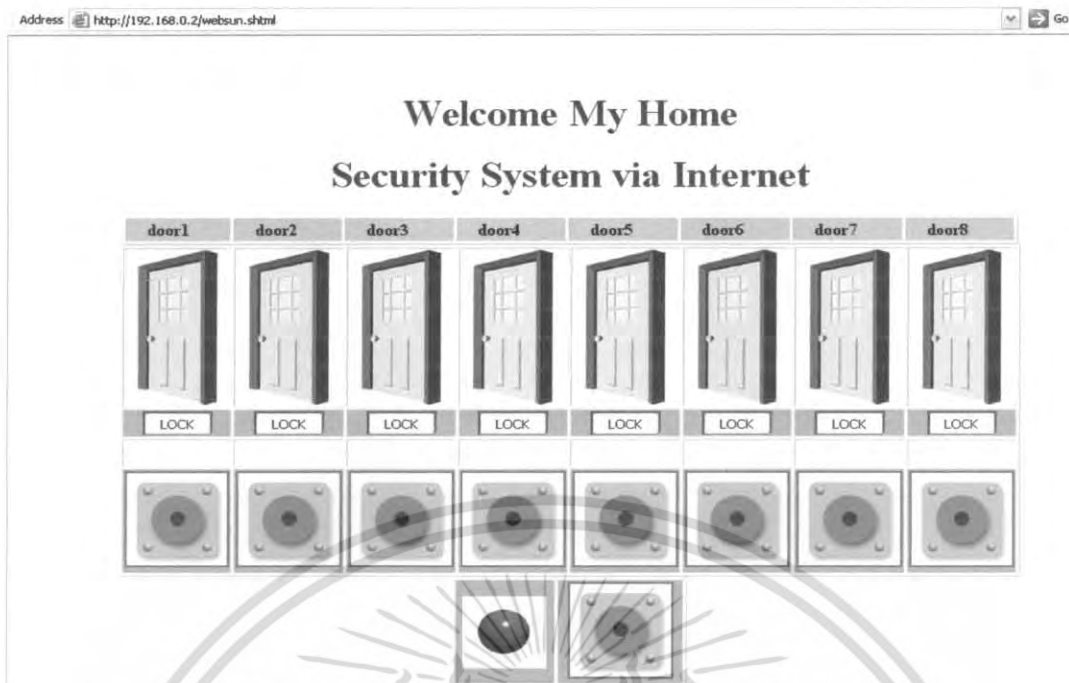 Address http://192.168.0.2/websun.shtml Go
Welcome My Home
Security System via Internet
door1 door2 door3 door4 door5 door6 door7 door8
LOCK LOCK LOCK LOCK LOCK LOCK LOCK LOCK